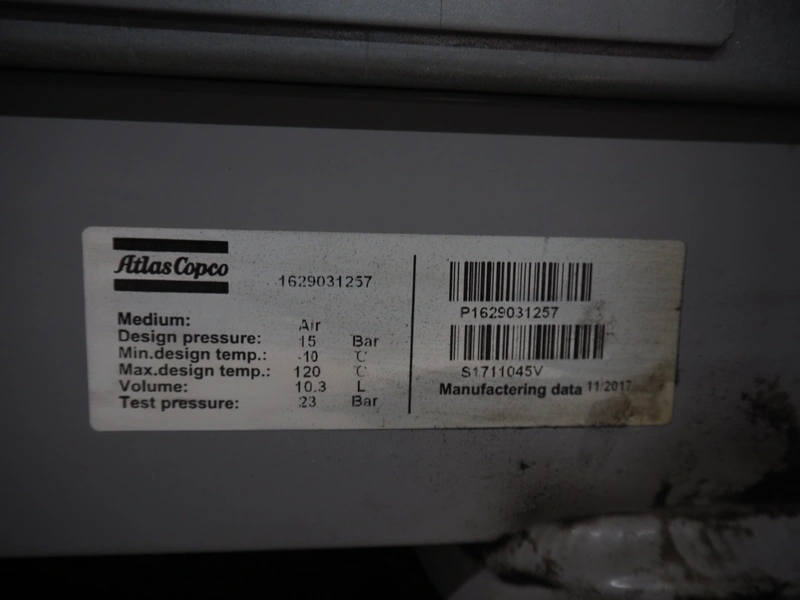 Atlas Copco
1629031257
Medium: Air
Design pressure: 15 Bar
Min.design temp.: -10 °C
Max.design temp.: 120 °C
Volume: 10.3 L
Test pressure: 23 Bar
P1629031257
S1711045V
Manufactering data 11/2017